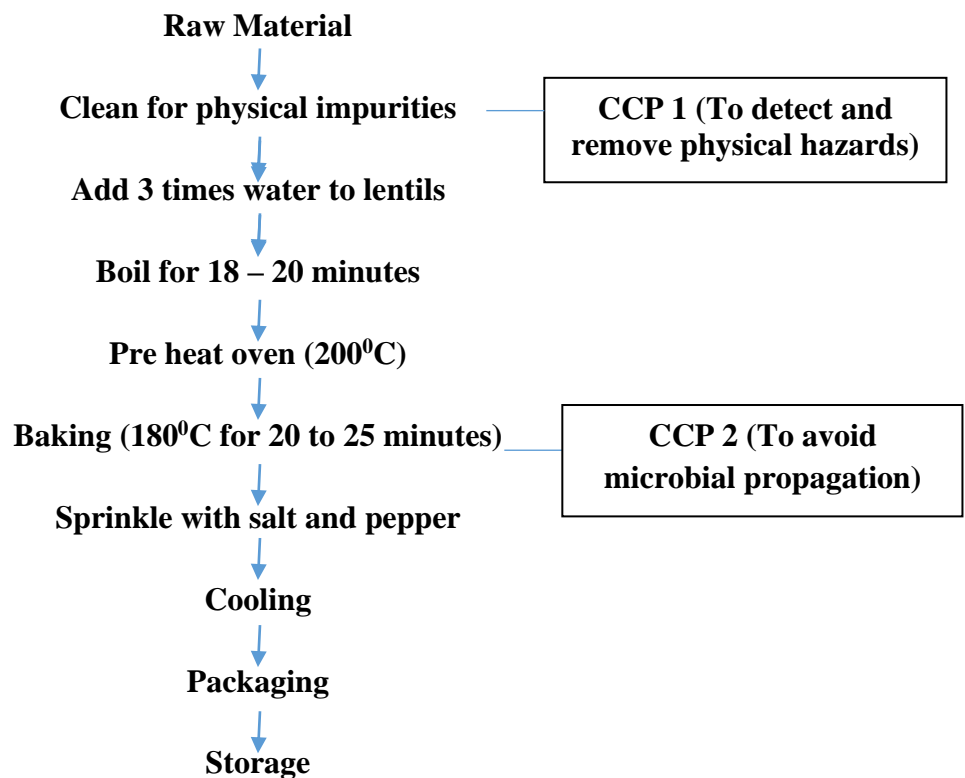 Raw Material
Clean for physical impurities
CCP 1 (To detect and
remove physical hazards)
Add 3 times water to lentils
Boil for 18 – 20 minutes
Pre heat oven (200⁰C)
Baking (180⁰C for 20 to 25 minutes)
CCP 2 (To avoid
microbial propagation)
Sprinkle with salt and pepper
Cooling
Packaging
Storage